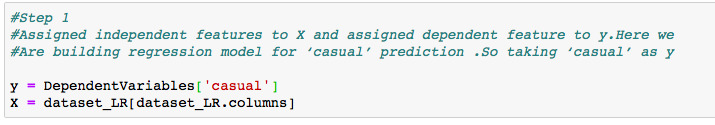 #Step 1
#Assigned independent features to X and assigned dependent feature to y.Here we
#Are building regression model for ‘casual’ prediction .So taking ‘casual’ as y
y = DependentVariables['casual']
X = dataset_LR[dataset_LR.columns]